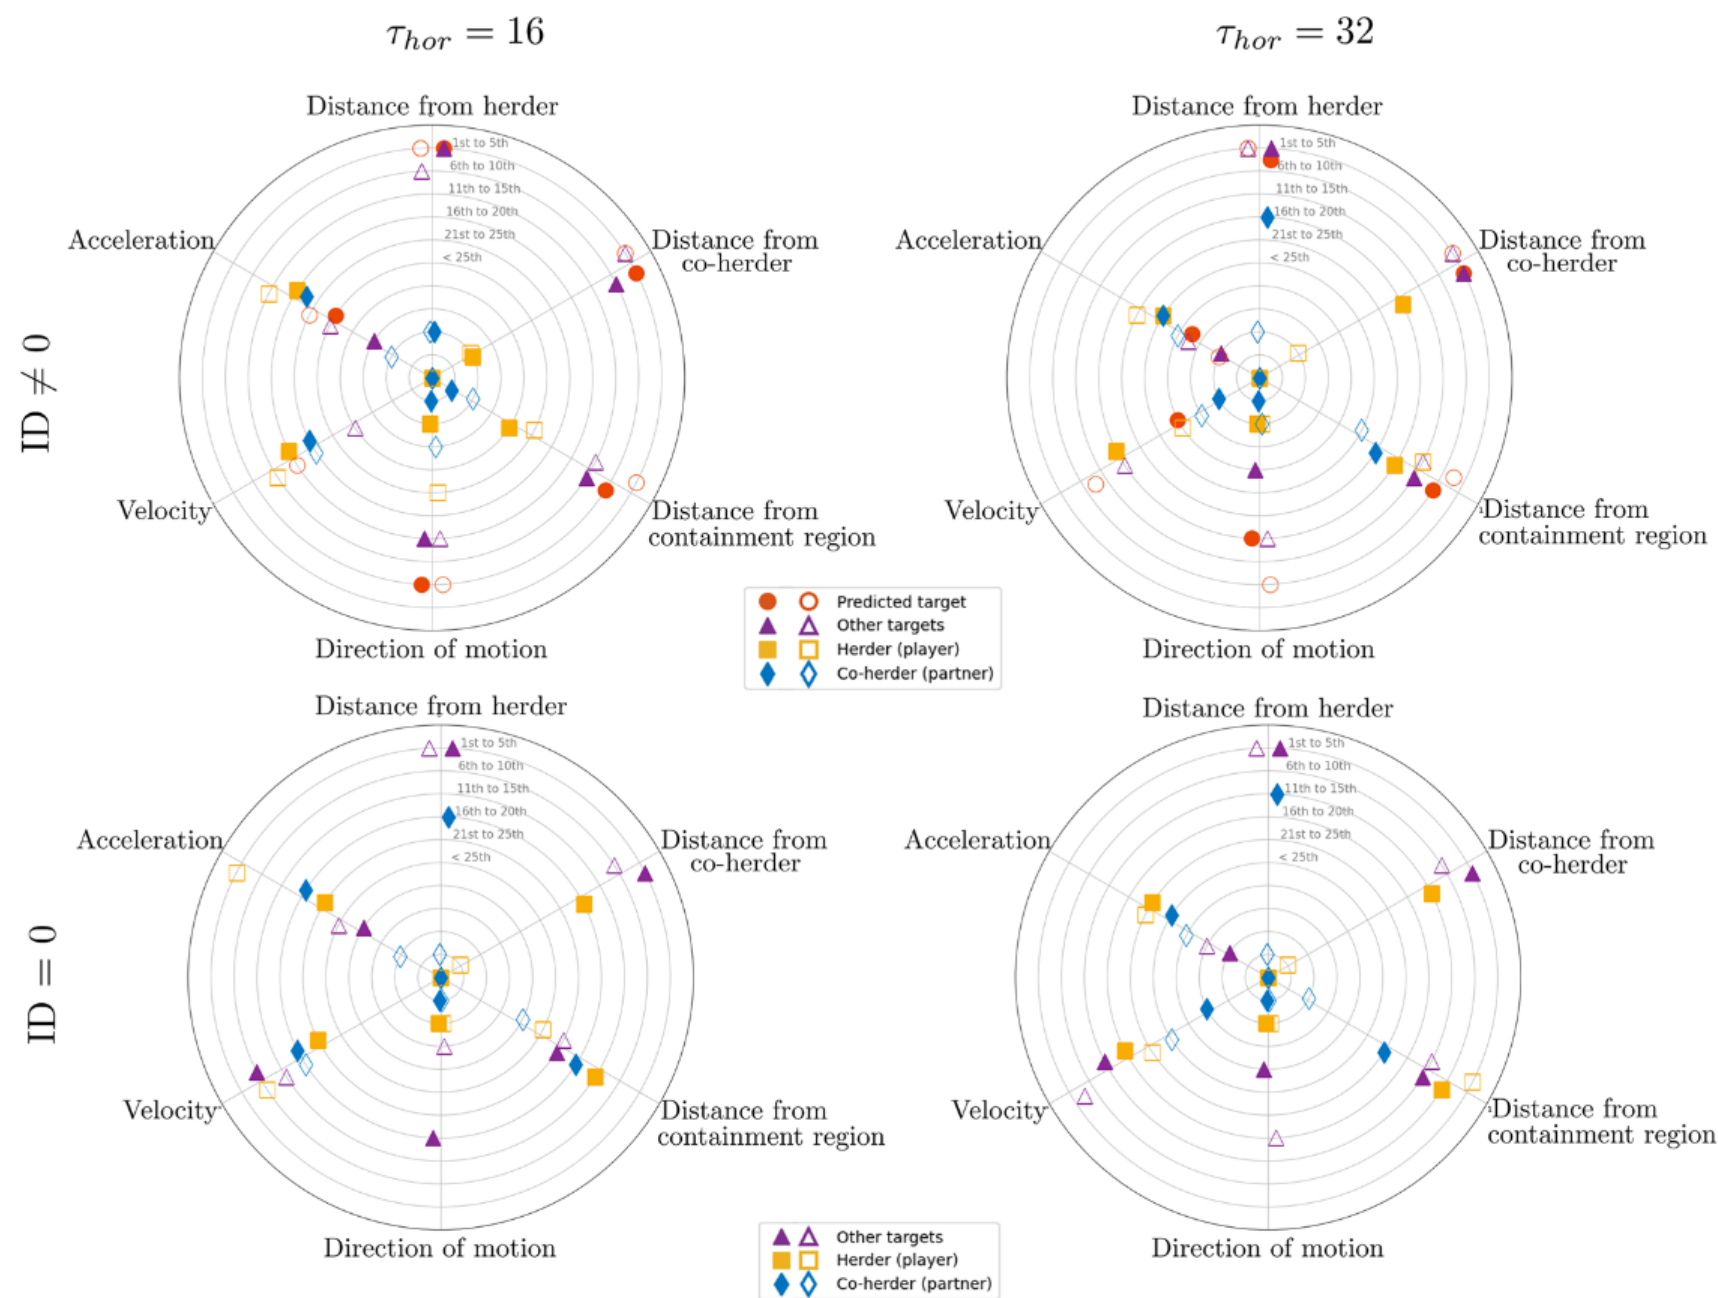 τ_hor = 16
τ_hor = 32
ID ≠ 0
Distance from herder
1st to 5th
6th to 10th
11th to 15th
16th to 20th
21st to 25th
< 25th
Acceleration
Distance from
co-herder
Velocity
Distance from
containment region
Direction of motion
Distance from herder
1st to 5th
6th to 10th
11th to 15th
16th to 20th
21st to 25th
< 25th
Acceleration
Distance from
co-herder
Velocity
Distance from
containment region
Direction of motion
Predicted target
Other targets
Herder (player)
Co-herder (partner)
ID = 0
Distance from herder
1st to 5th
6th to 10th
11th to 15th
16th to 20th
21st to 25th
< 25th
Acceleration
Distance from
co-herder
Velocity
Distance from
containment region
Direction of motion
Distance from herder
1st to 5th
6th to 10th
11th to 15th
16th to 20th
21st to 25th
< 25th
Acceleration
Distance from
co-herder
Velocity
Distance from
containment region
Direction of motion
Other targets
Herder (player)
Co-herder (partner)